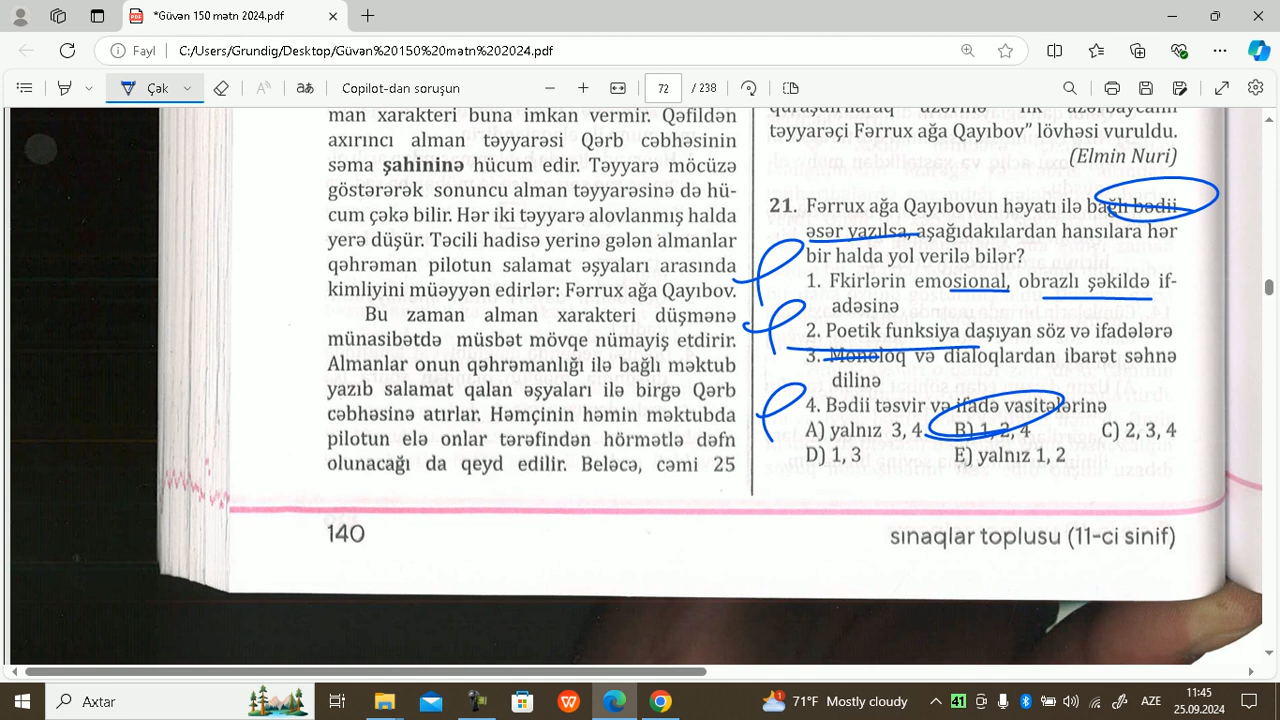 *Güvən 150 mətn 2024.pdf
Fayl
C:/Users/Grundig/Desktop/Güvən%20150%20mətn%202024.pdf
Çək
aあ
Copilot-dan soruşun
72
/ 238
man xarakteri buna imkan vermir. Qəfildən
axırıncı alman təyyarəsi Qərb cəbhəsinin
səma şahininə hücum edir. Təyyarə möcüzə
göstərərək sonuncu alman təyyarəsinə də hü-
cum çəkə bilir. Hər iki təyyarə alovlanmış halda
yerə düşür. Təcili hadisə yerinə gələn almanlar
qəhrəman pilotun salamat əşyaları arasında
kimliyini müəyyən edirlər: Fərrux ağa Qayıbov.
Bu zaman alman xarakteri düşmənə
münasibətdə müsbət mövqe nümayiş etdirir.
Almanlar onun qəhrəmanlığı ilə bağlı məktub
yazıb salamat qalan əşyaları ilə birgə Qərb
cəbhəsinə atırlar. Həmçinin həmin məktubda
pilotun elə onlar tərəfindən hörmətlə dəfn
olunacağı da qeyd edilir. Beləcə, cəmi 25
140
quraşdırılaraq üzərinə "İlk azərbaycanlı
təyyarəçi Fərrux ağa Qayıbov" lövhəsi vuruldu.
(Elmin Nuri)
21. Fərrux ağa Qayıbovun həyatı ilə bağlı bədii
əsər yazılsa, aşağıdakılardan hansılara hər
bir halda yol verilə bilər?
1. Fkirlərin emosional, obrazlı şəkildə if-
adəsinə
2. Poetik funksiya daşıyan söz və ifadələrə
3. Monoloq və dialoqlardan ibarət səhnə
dilinə
4. Bədii təsvir və ifadə vasitələrinə
A) yalnız 3, 4 B) 1, 2, 4 C) 2, 3, 4
D) 1, 3 E) yalnız 1, 2
sınaqlar toplusu (11-ci sinif)
Axtar
71°F Mostly cloudy
41
AZE
11:45
25.09.2024